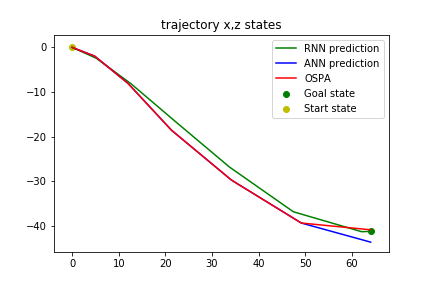 trajectory x,z states
RNN prediction
ANN prediction
OSPA
Goal state
Start state
0
−10
−20
−30
−40
0 10 20 30 40 50 60